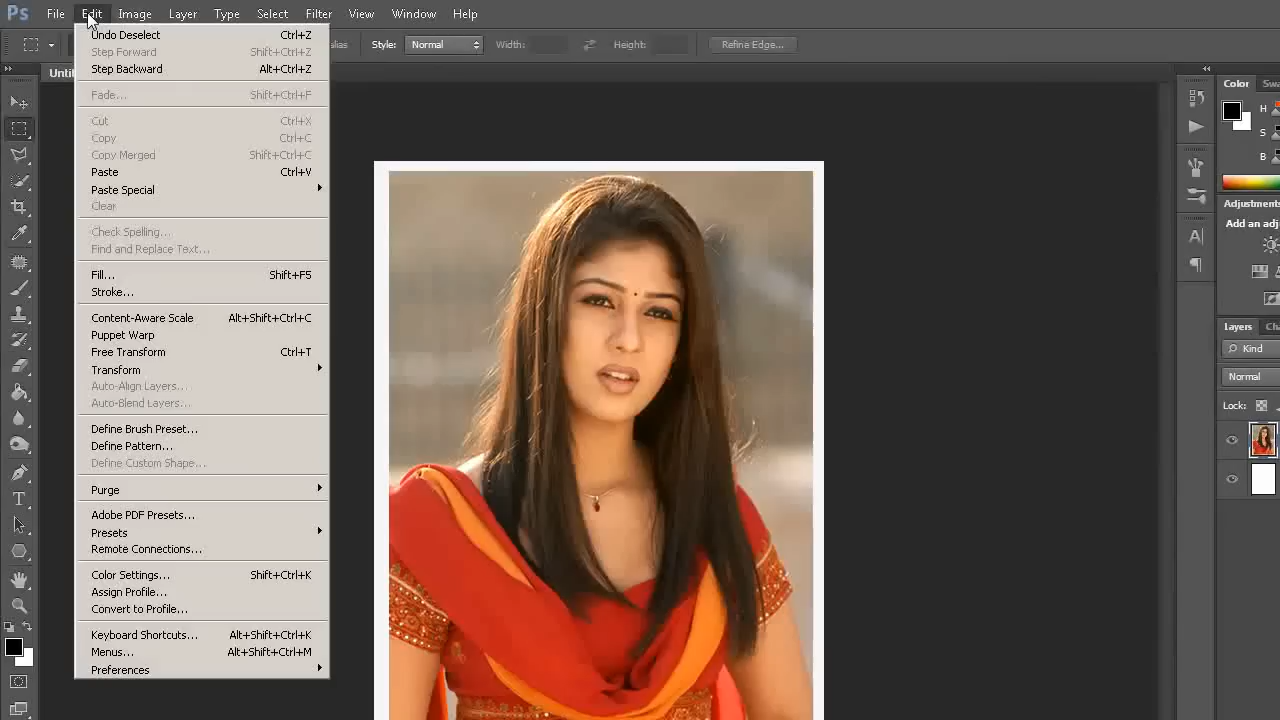 Ps File Edit Image Layer Type Select Filter View Window Help
Style: Normal Width: Height: Refine Edge...
Undo Deselect Ctrl+Z
Step Forward Shift+Ctrl+Z
Step Backward Alt+Ctrl+Z
Fade... Shift+Ctrl+F
Cut Ctrl+X
Copy Ctrl+C
Copy Merged Shift+Ctrl+C
Paste Ctrl+V
Paste Special
Clear
Check Spelling...
Find and Replace Text...
Fill... Shift+F5
Stroke...
Content-Aware Scale Alt+Shift+Ctrl+C
Puppet Warp
Free Transform Ctrl+T
Transform
Auto-Align Layers...
Auto-Blend Layers...
Define Brush Preset...
Define Pattern...
Define Custom Shape...
Purge
Adobe PDF Presets...
Presets
Remote Connections...
Color Settings... Shift+Ctrl+K
Assign Profile...
Convert to Profile...
Keyboard Shortcuts... Alt+Shift+Ctrl+K
Menus... Alt+Shift+Ctrl+M
Preferences
Color
H
S
B
Adjustments
Add an adj
Layers
Kind
Normal
Lock: